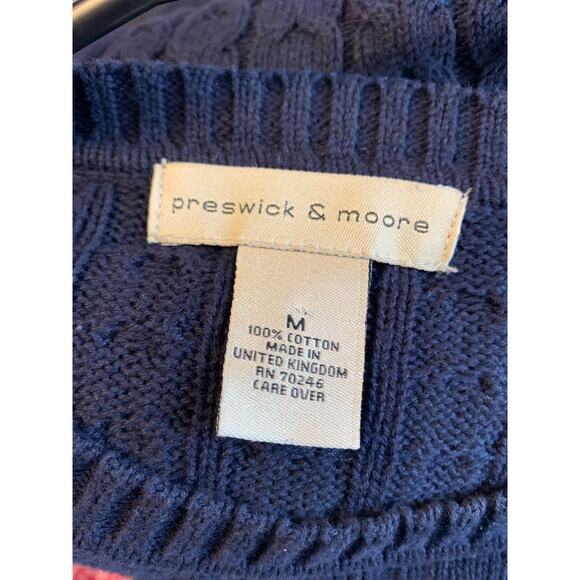 preswick & moore
M
100% COTTON
MADE IN
UNITED KINGDOM
RN 70246
CARE OVER